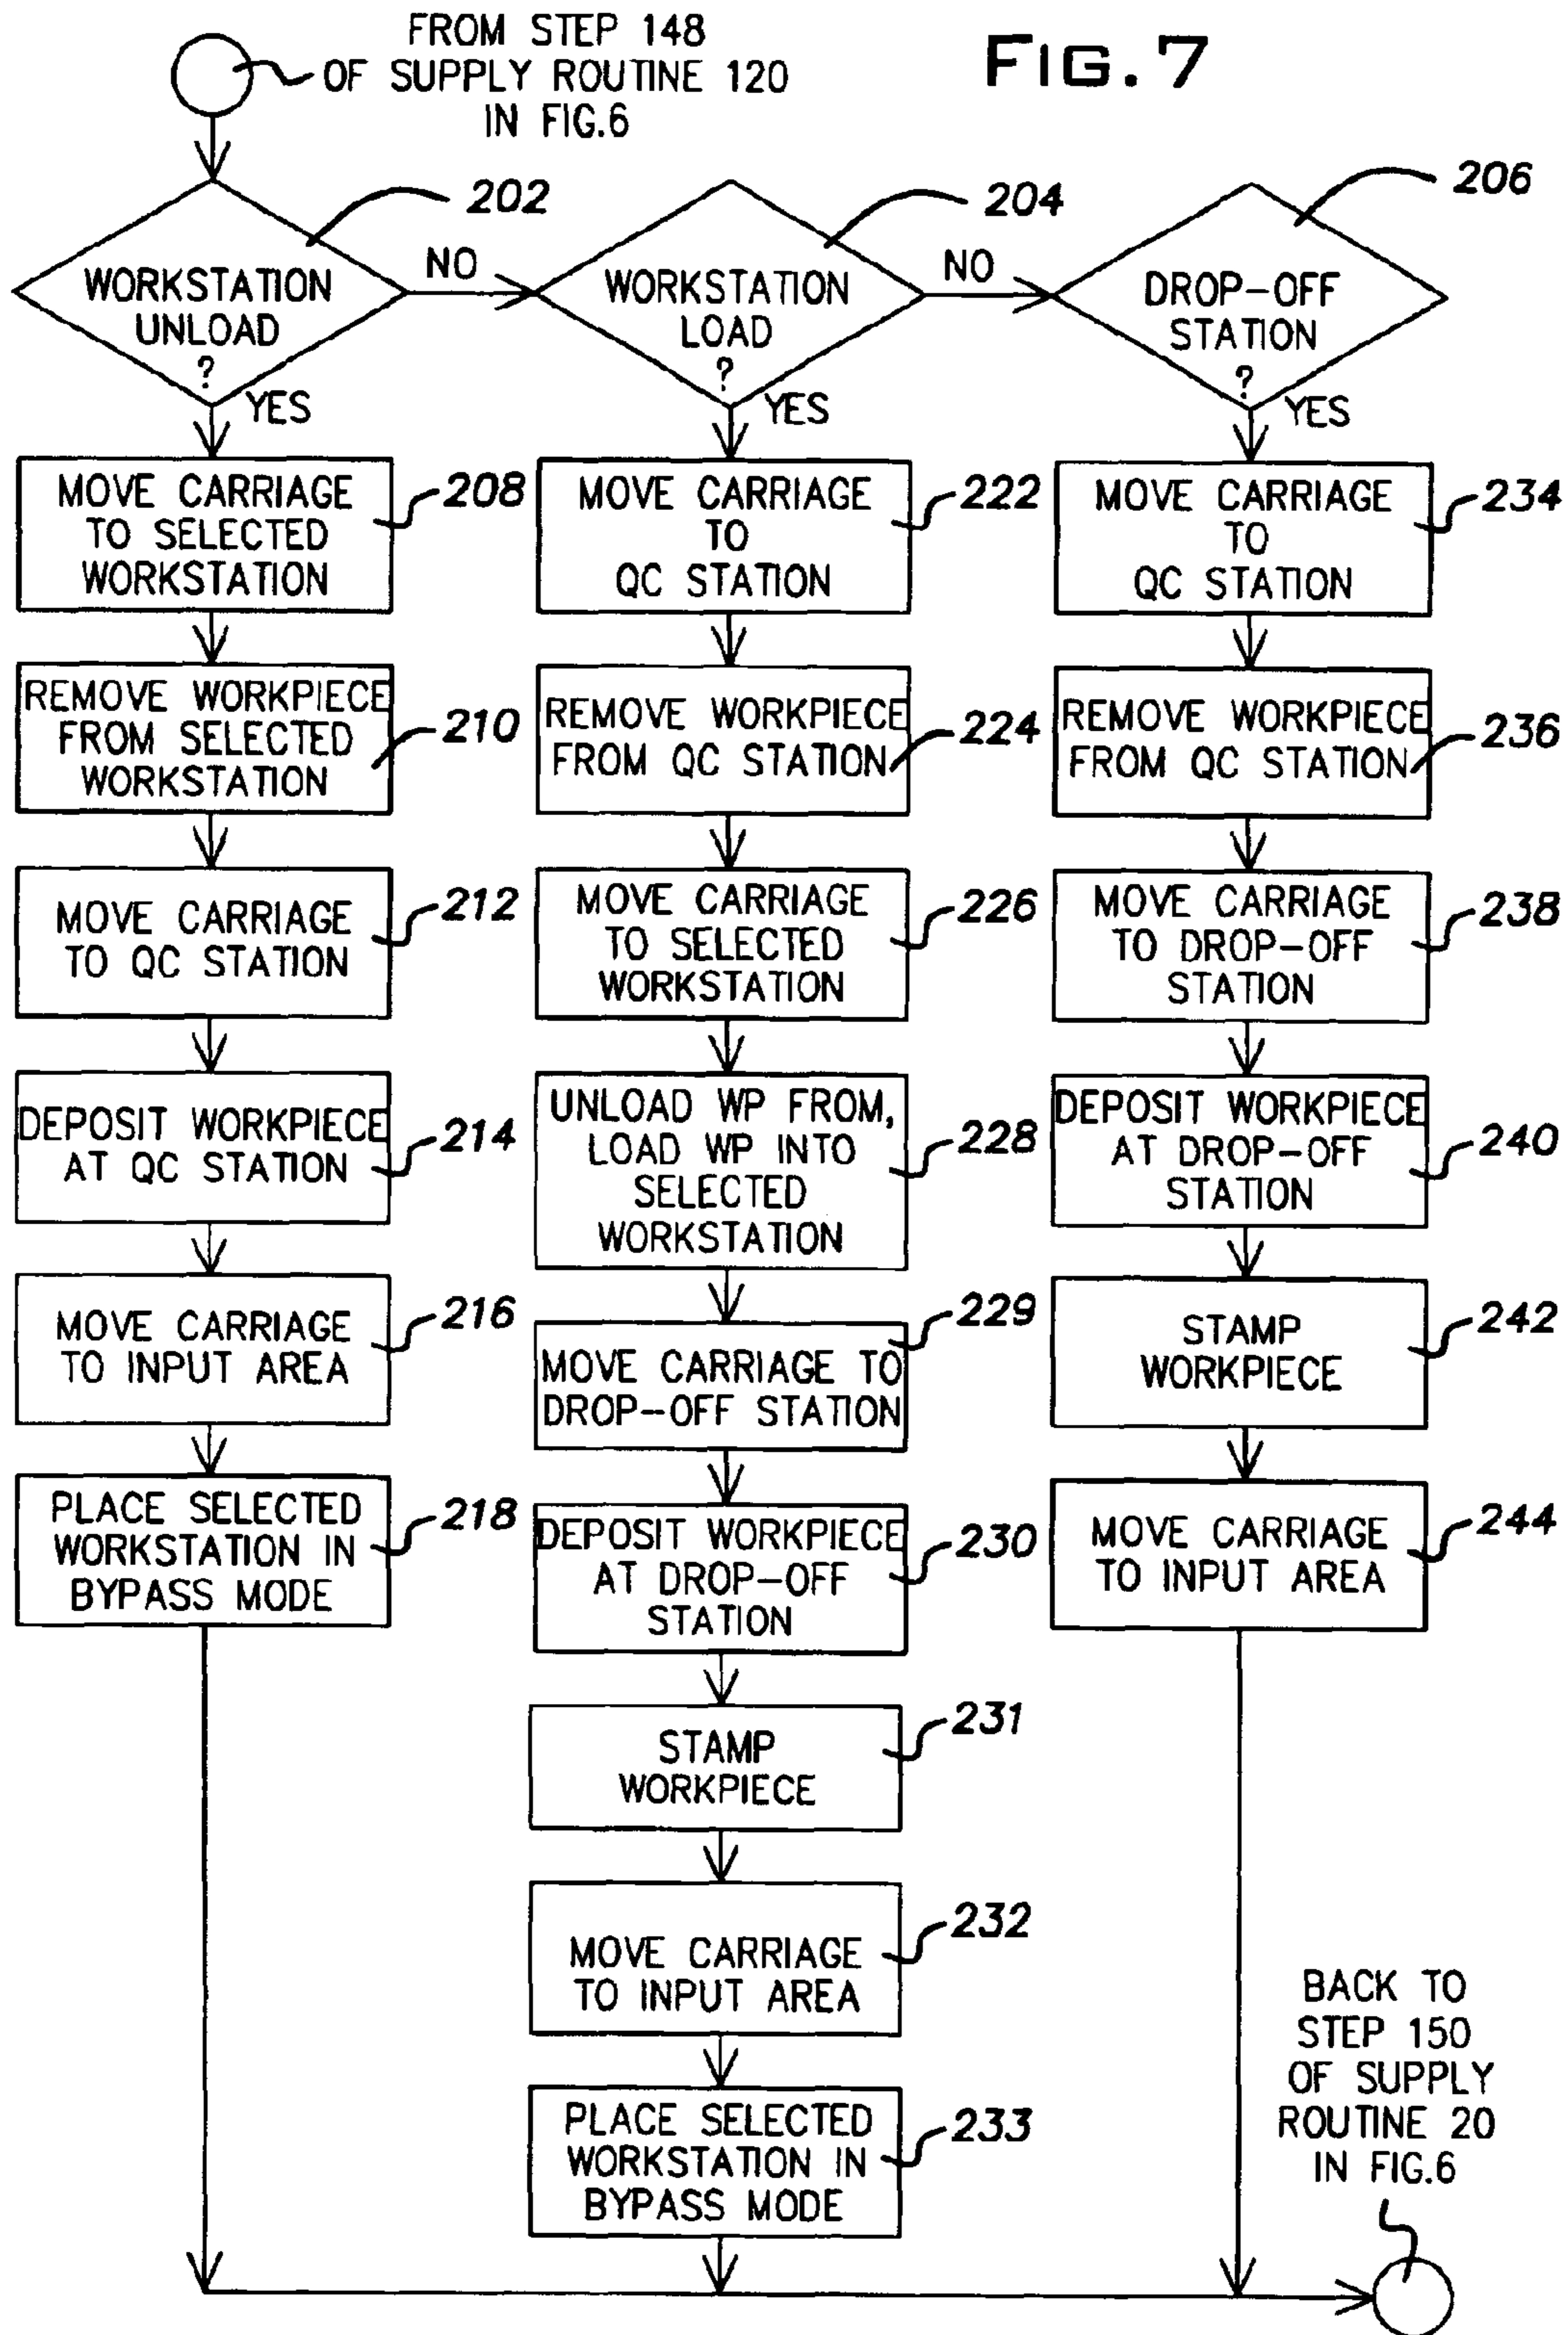 FROM STEP 148
OF SUPPLY ROUTINE 120
IN FIG.6
FIG. 7
202
WORKSTATION
UNLOAD
?
NO
YES
204
WORKSTATION
LOAD
?
NO
YES
206
DROP-OFF
STATION
?
YES
MOVE CARRIAGE
TO SELECTED
WORKSTATION
208
REMOVE WORKPIECE
FROM SELECTED
WORKSTATION
210
MOVE CARRIAGE
TO QC STATION
212
DEPOSIT WORKPIECE
AT QC STATION
214
MOVE CARRIAGE
TO INPUT AREA
216
PLACE SELECTED
WORKSTATION IN
BYPASS MODE
218
MOVE CARRIAGE
TO
QC STATION
222
REMOVE WORKPIECE
FROM QC STATION
224
MOVE CARRIAGE
TO SELECTED
WORKSTATION
226
UNLOAD WP FROM,
LOAD WP INTO
SELECTED
WORKSTATION
228
MOVE CARRIAGE TO
DROP-OFF STATION
229
DEPOSIT WORKPIECE
AT DROP-OFF
STATION
230
STAMP
WORKPIECE
231
MOVE CARRIAGE
TO INPUT AREA
232
PLACE SELECTED
WORKSTATION IN
BYPASS MODE
233
MOVE CARRIAGE
TO
QC STATION
234
REMOVE WORKPIECE
FROM QC STATION
236
MOVE CARRIAGE
TO DROP-OFF
STATION
238
DEPOSIT WORKPIECE
AT DROP-OFF
STATION
240
STAMP
WORKPIECE
242
MOVE CARRIAGE
TO INPUT AREA
244
BACK TO
STEP 150
OF SUPPLY
ROUTINE 20
IN FIG.6